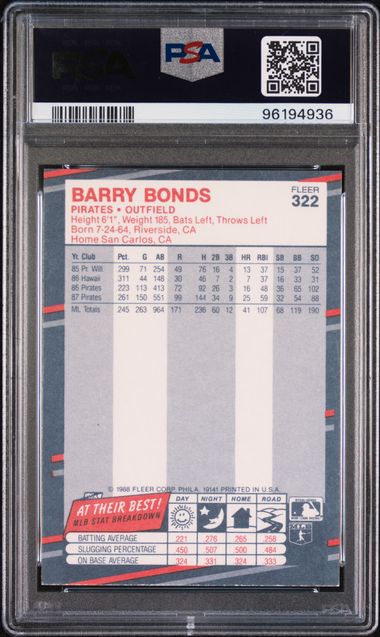 PSA
PSA
96194936
BARRY BONDS
FLEER
322
PIRATES • OUTFIELD
Height 6'1", Weight 185, Bats Left, Throws Left
Born 7-24-64, Riverside, CA
Home San Carlos, CA
Yr. Club Pct. G AB R H 2B 3B HR RBI SB BB SO
85 Pr. Wil! 299 71 254 49 76 16 4 13 37 15 37 52
86 Hawaii 311 44 148 30 46 7 2 7 37 16 33 31
86 Pirates 223 113 413 72 92 26 3 16 48 36 65 102
87 Pirates 261 150 551 99 144 34 9 25 59 32 54 88
ML Totals 245 263 964 171 236 60 12 41 107 68 119 190
© 1988 FLEER CORP. PHILA. 19141 PRINTED IN U.S.A.
AT THEIR BEST!
MLB STAT BREAKDOWN
DAY NIGHT HOME ROAD
BATTING AVERAGE 221 276 265 258
SLUGGING PERCENTAGE 450 507 500 484
ON BASE AVERAGE 324 331 324 333
PSA